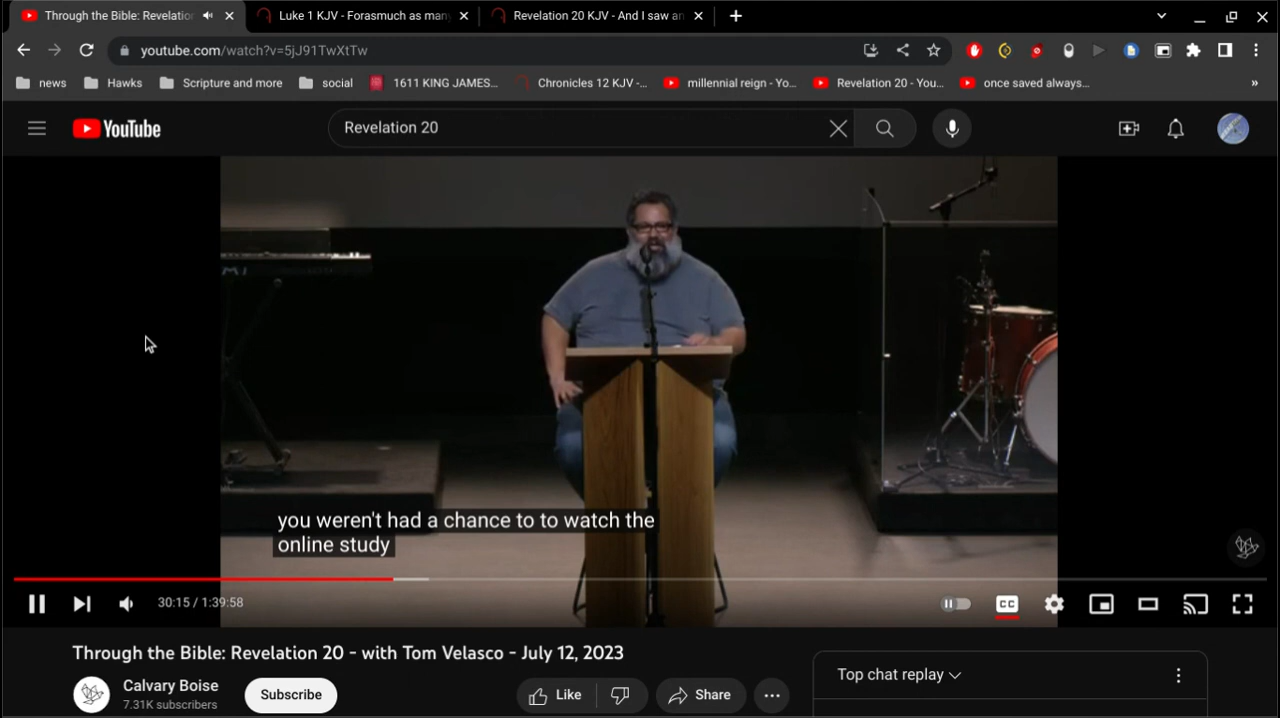 Through the Bible: Revelation
Luke 1 KJV - Forasmuch as many
Revelation 20 KJV - And I saw an
youtube.com/watch?v=5jJ91TwXtTw
news
Hawks
Scripture and more
social
1611 KING JAMES...
Chronicles 12 KJV -...
millennial reign - Yo...
Revelation 20 - You...
once saved always...
»
YouTube
Revelation 20
you weren't had a chance to to watch the
online study
30:15 / 1:39:58
CC
Through the Bible: Revelation 20 - with Tom Velasco - July 12, 2023
Calvary Boise
7.31K subscribers
Subscribe
Like
Share
Top chat replay